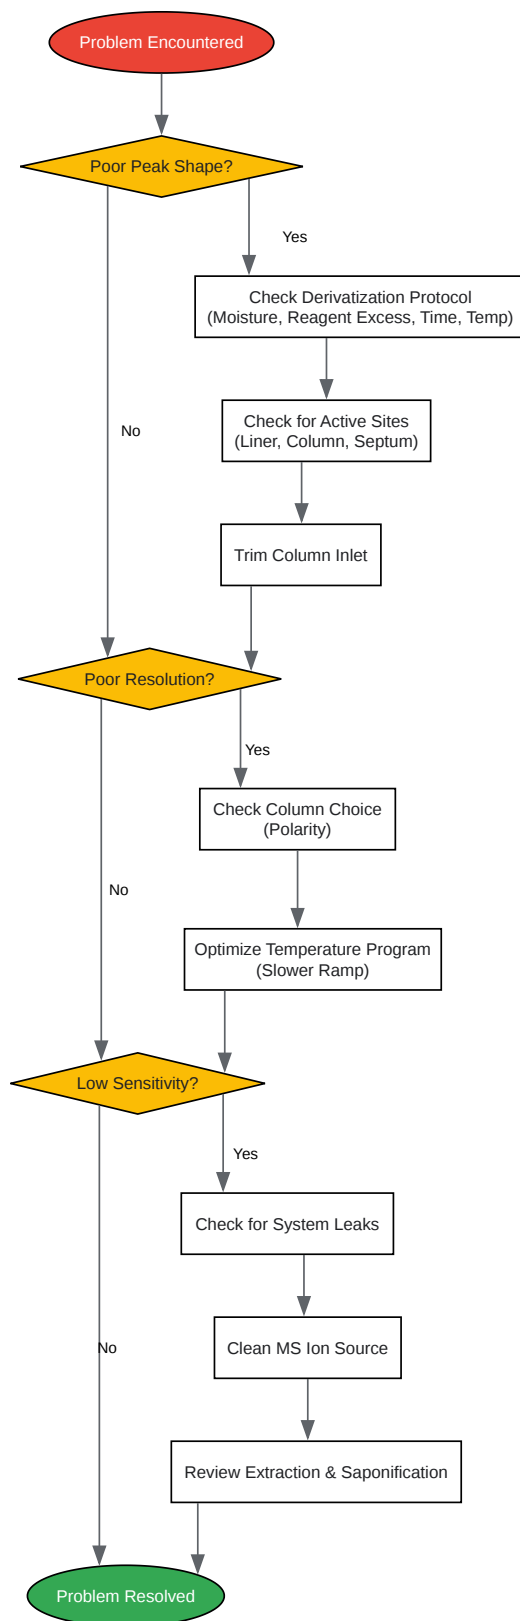 Problem Encountered
Poor Peak Shape?
Yes
Check Derivatization Protocol
(Moisture, Reagent Excess, Time, Temp)
Check for Active Sites
(Liner, Column, Septum)
No
Trim Column Inlet
Poor Resolution?
Yes
Check Column Choice
(Polarity)
No
Optimize Temperature Program
(Slower Ramp)
Low Sensitivity?
Yes
Check for System Leaks
No
Clean MS Ion Source
Review Extraction & Saponification
Problem Resolved